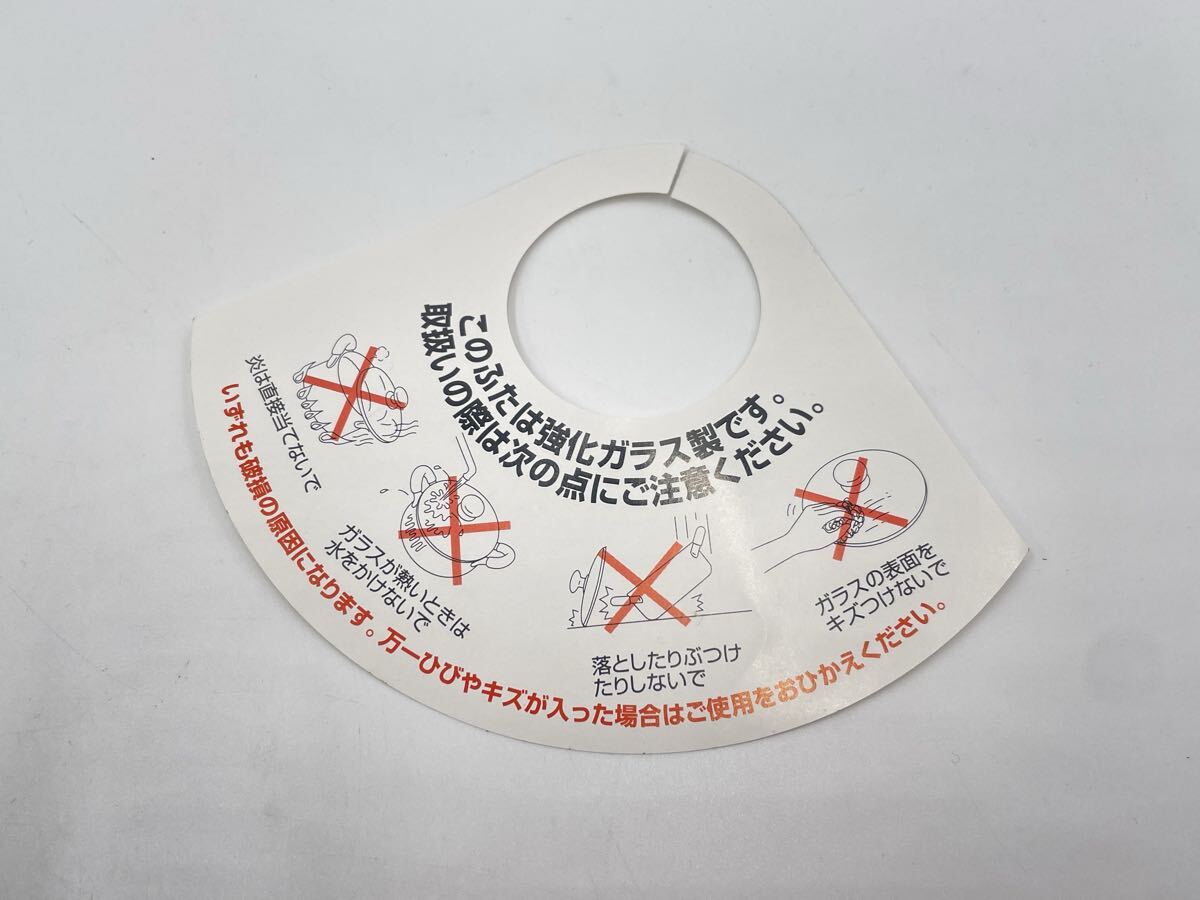 このふたは強化ガラス製です。
取扱いの際は次の点にご注意ください。
炎は直接当てないで
ガラスが熱いときは
水をかけないで
落としたりぶつけ
たりしないで
ガラスの表面を
キズつけないで
いずれも破損の原因になります。万一ひびやキズが入った場合はご使用をおひかえください。